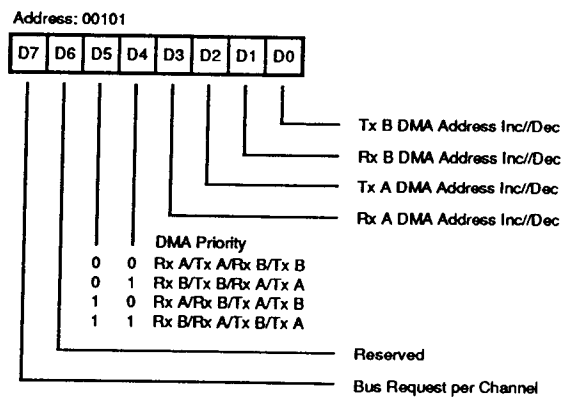 Address: 00101
D7 D6 D5 D4 D3 D2 D1 D0
Tx B DMA Address Inc//Dec
Rx B DMA Address Inc//Dec
Tx A DMA Address Inc//Dec
Rx A DMA Address Inc//Dec
DMA Priority
0 0 Rx A/Tx A/Rx B/Tx B
0 1 Rx B/Tx B/Rx A/Tx A
1 0 Rx A/Rx B/Tx A/Tx B
1 1 Rx B/Rx A/Tx B/Tx A
Reserved
Bus Request per Channel